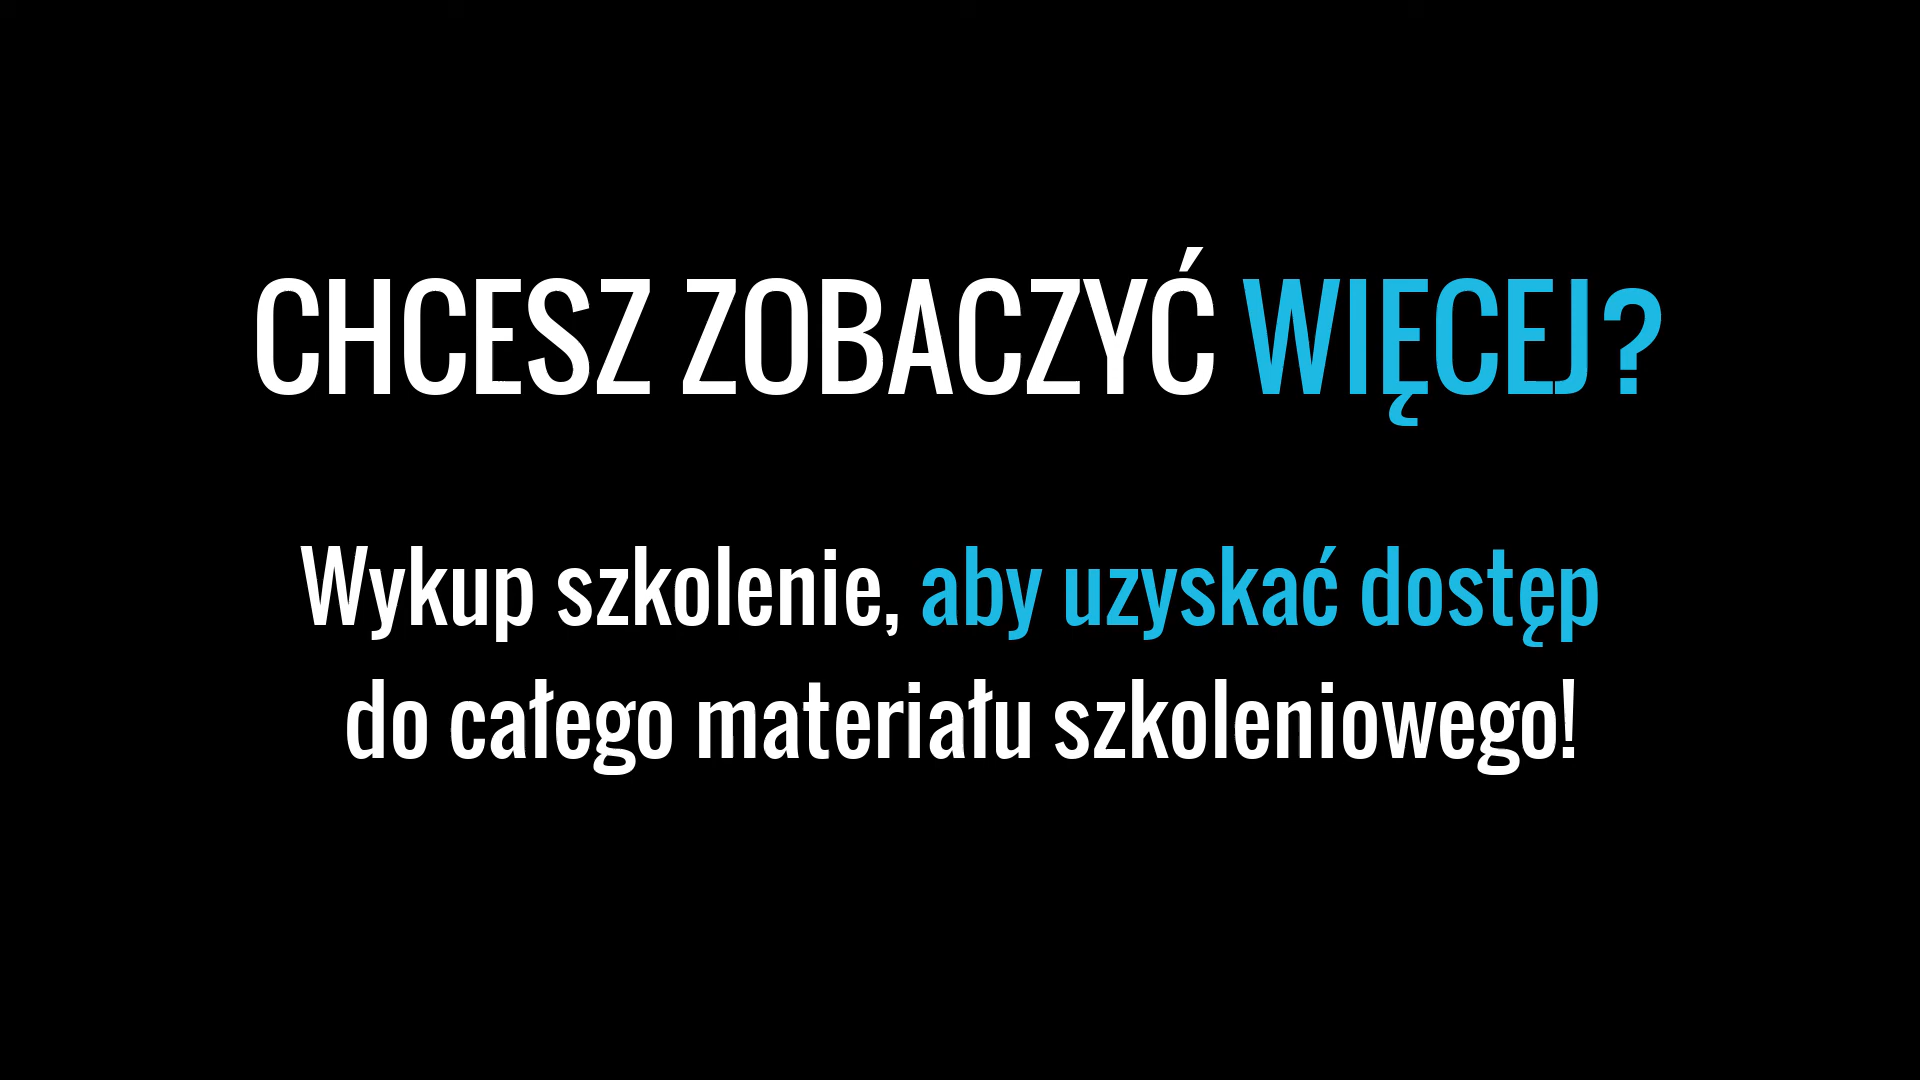 CHCESZ ZOBACZYĆ WIĘCEJ?
Wykup szkolenie, aby uzyskać dostęp
do całego materiału szkoleniowego!